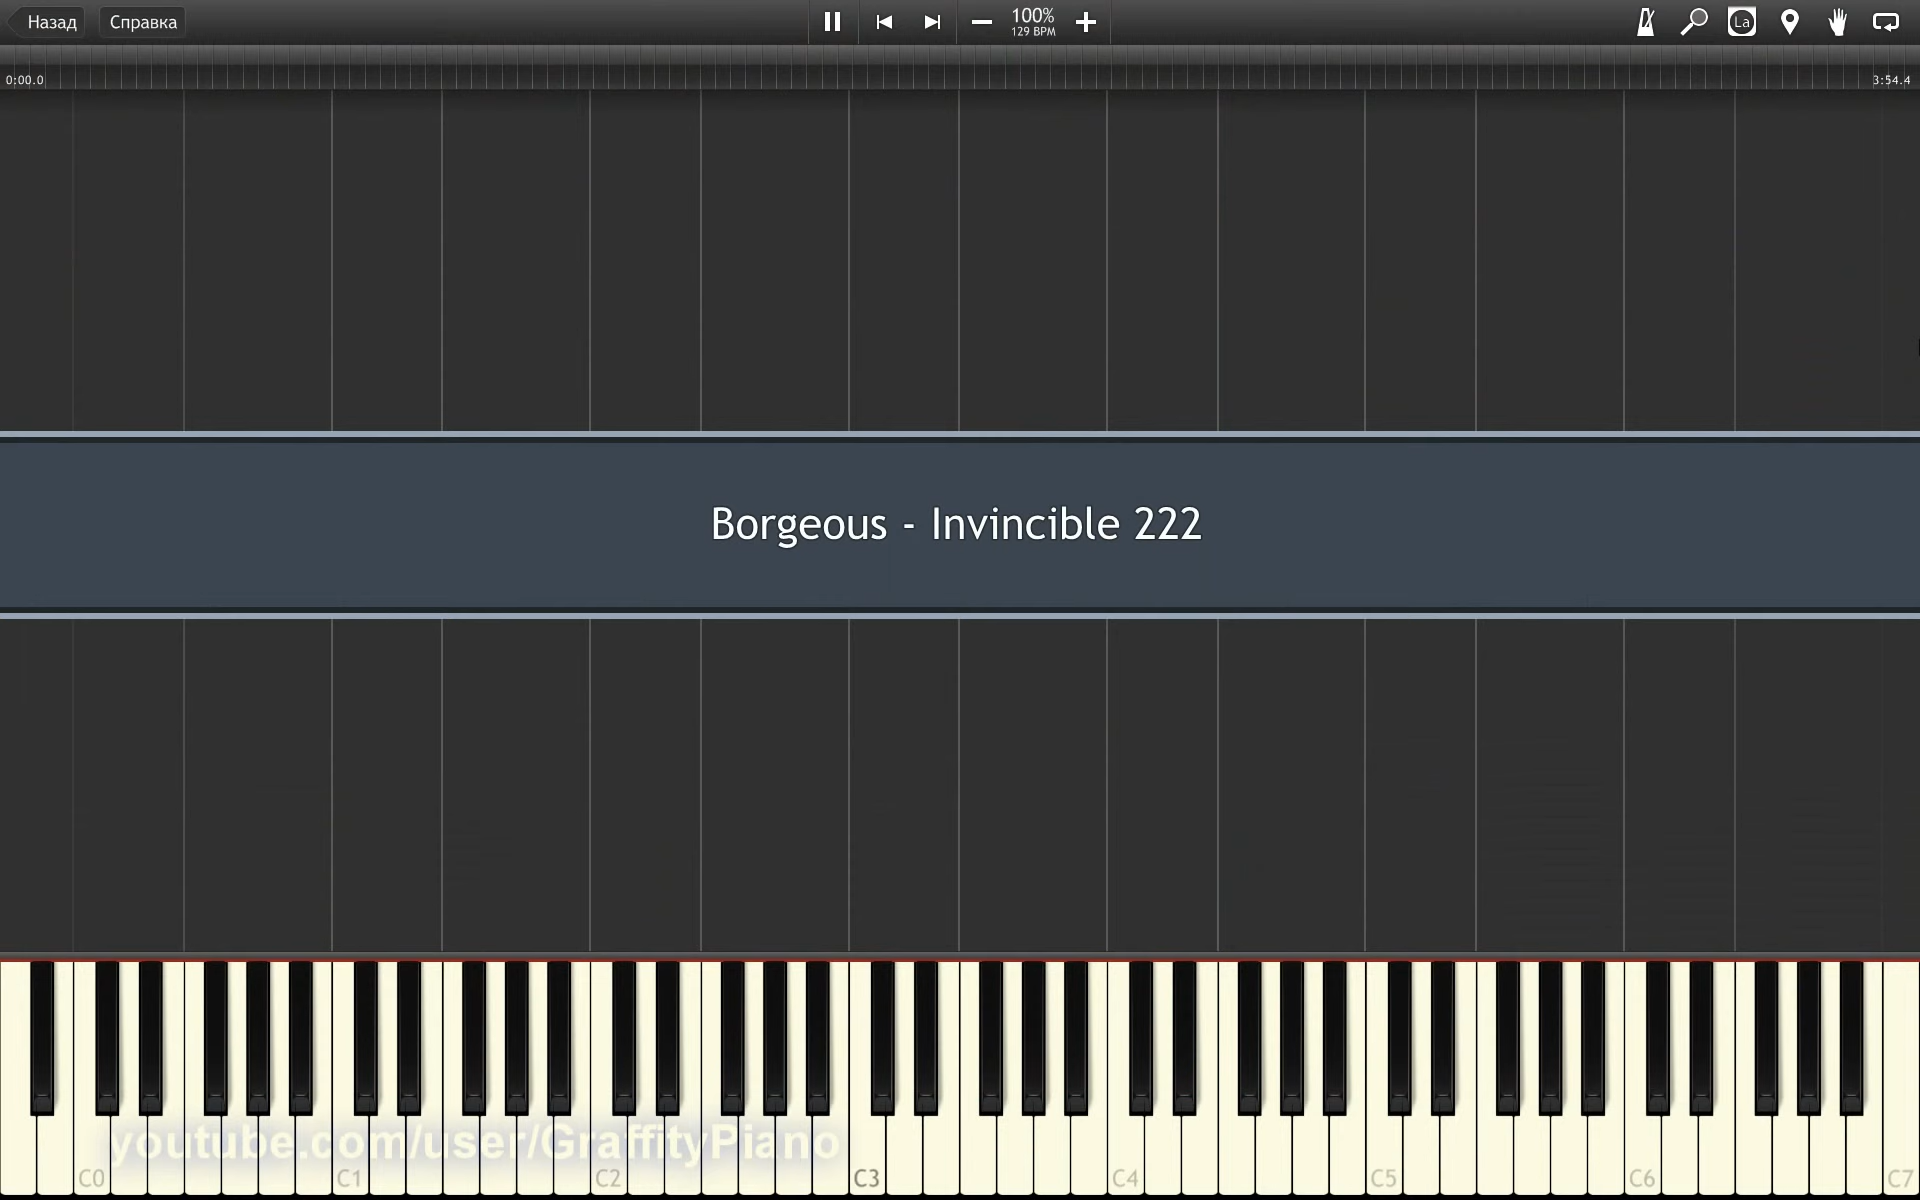 Назад Справка 100%
129 BPM La
0:00.0 3:54.4
Borgeous - Invincible 222
youtube.com/user/GraffityPiano
C0 C1 C2 C3 C4 C5 C6 C7